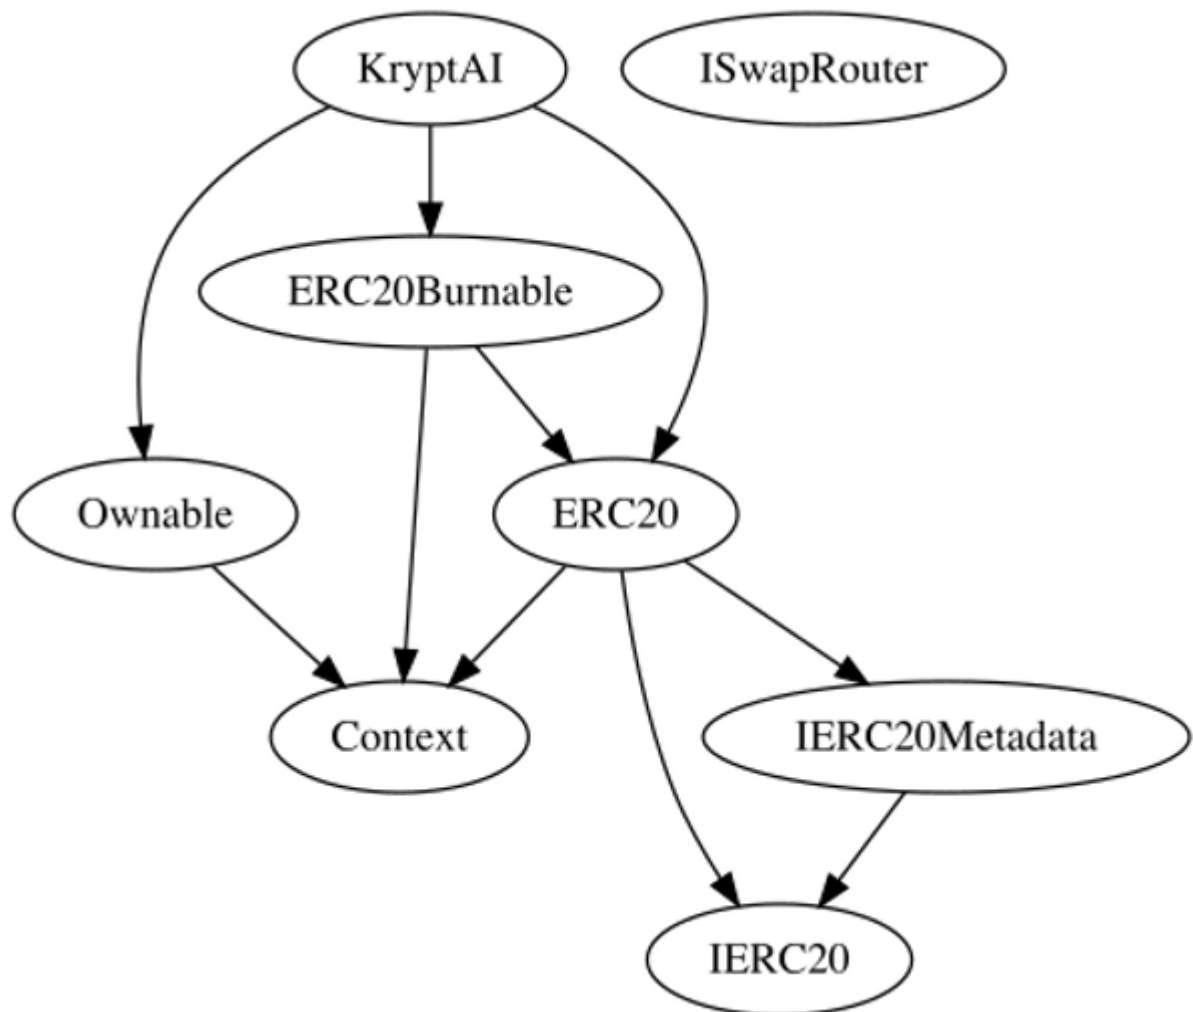 KryptAI
ISwapRouter
ERC20Burnable
Ownable
ERC20
Context
IERC20Metadata
IERC20